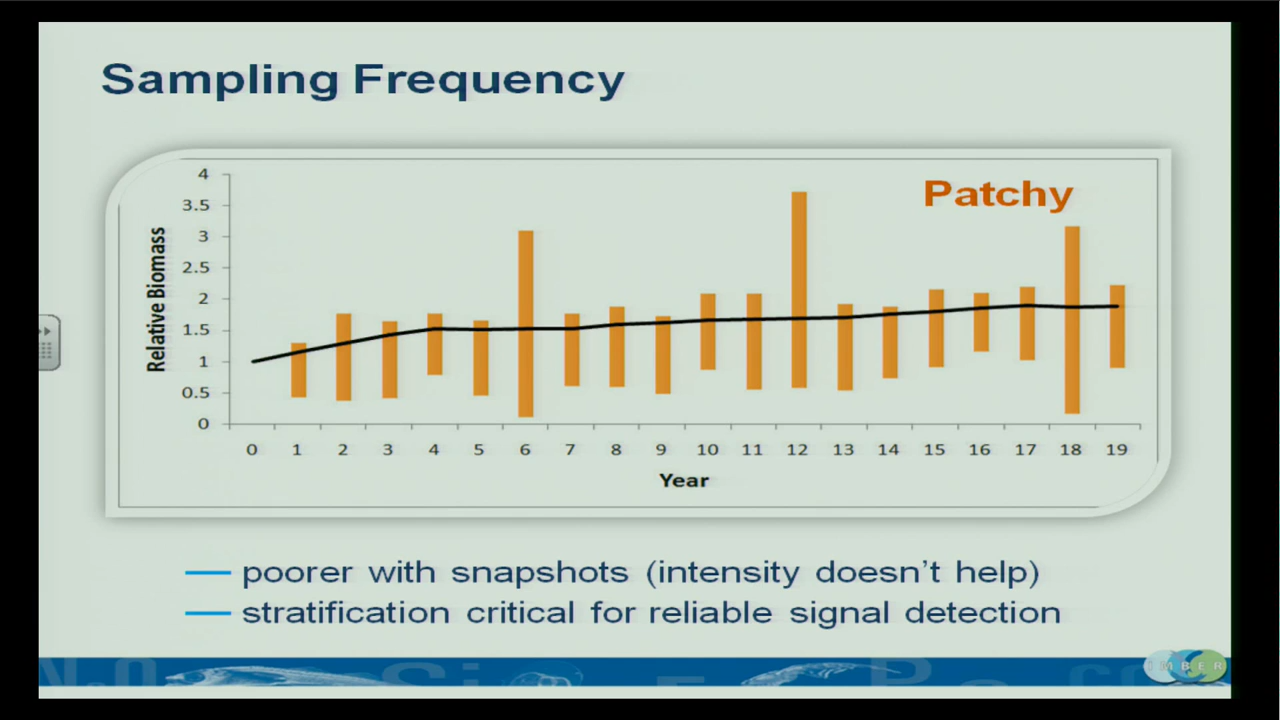 Sampling Frequency
Patchy
Relative Biomass
4
3.5
3
2.5
2
1.5
1
0.5
0
0 1 2 3 4 5 6 7 8 9 10 11 12 13 14 15 16 17 18 19
Year
poorer with snapshots (intensity doesn't help)
stratification critical for reliable signal detection
IMBER